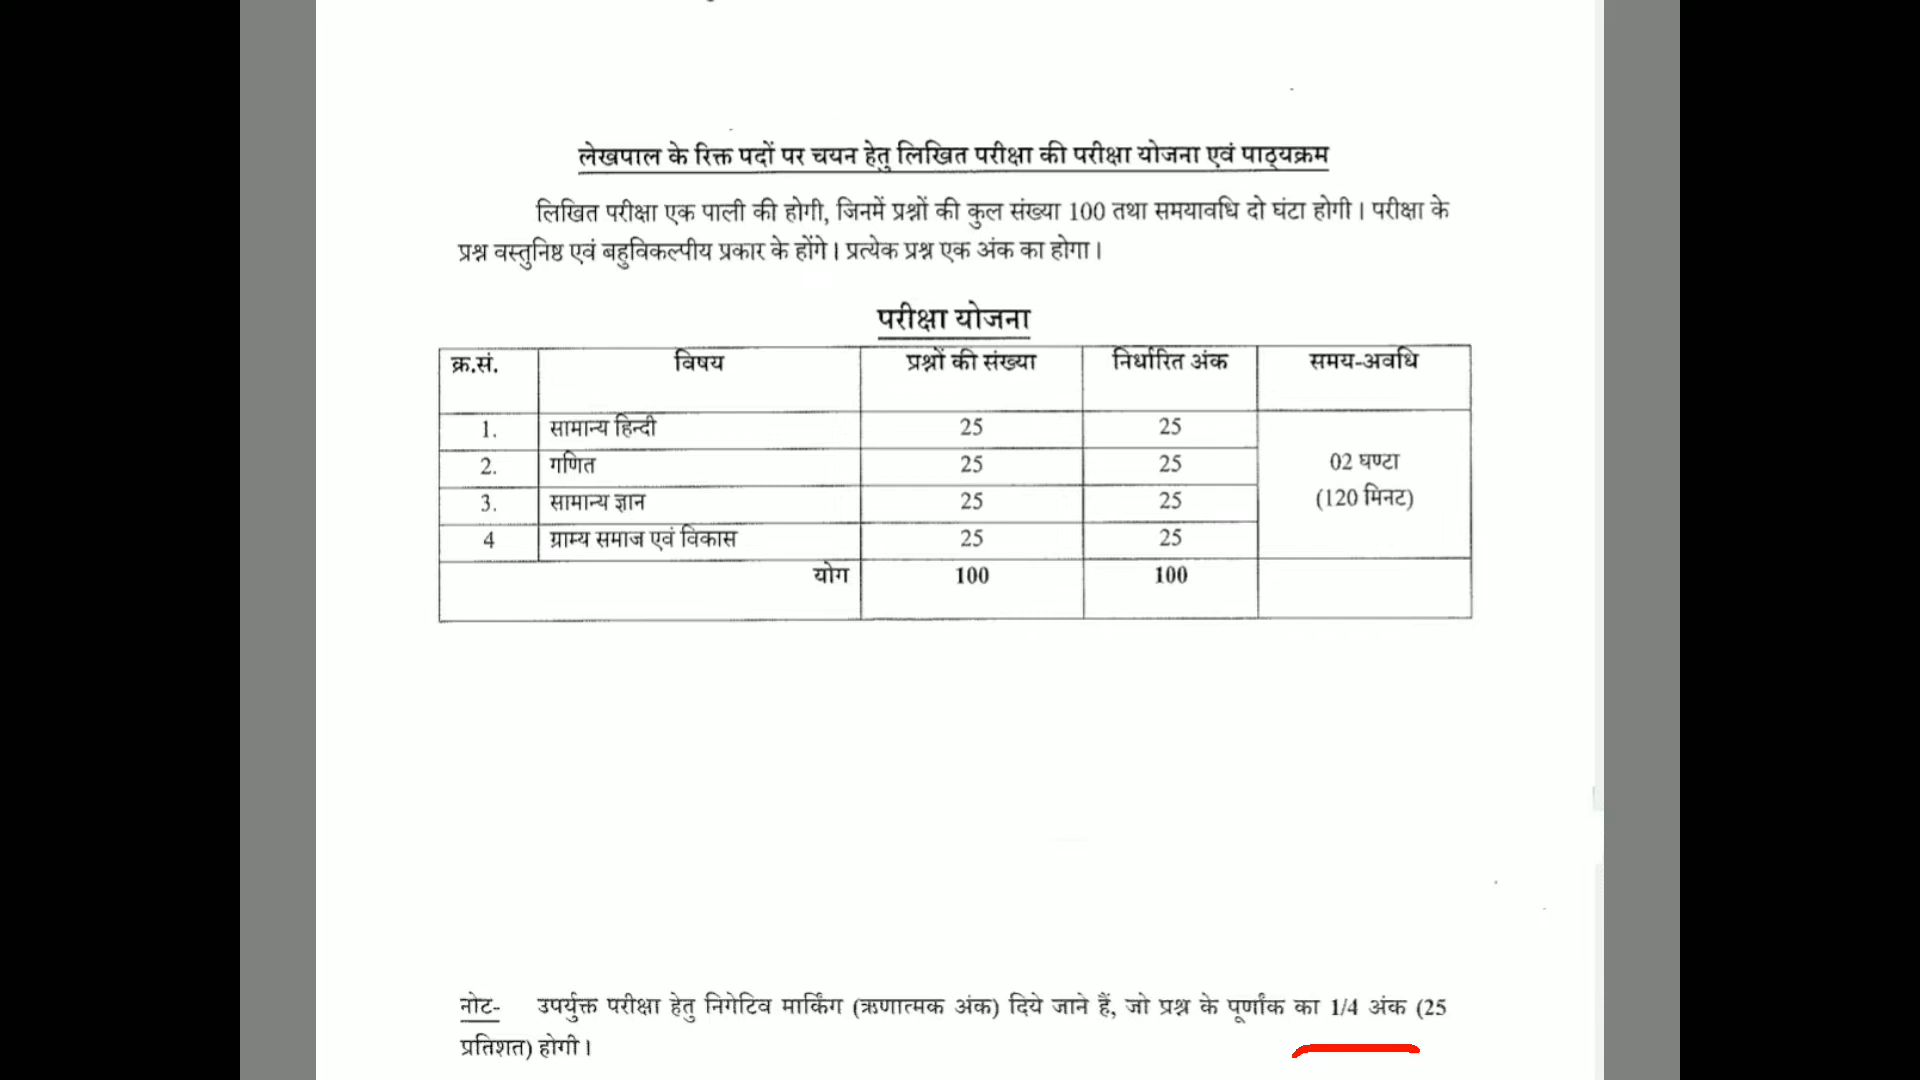 लेखपाल के रिक्त पदों पर चयन हेतु लिखित परीक्षा की परीक्षा योजना एवं पाठ्यक्रम
लिखित परीक्षा एक पाली की होगी, जिनमें प्रश्नों की कुल संख्या 100 तथा समयावधि दो घंटा होगी। परीक्षा के
प्रश्न वस्तुनिष्ठ एवं बहुविकल्पीय प्रकार के होंगे। प्रत्येक प्रश्न एक अंक का होगा।
परीक्षा योजना
क्र.सं. विषय प्रश्नों की संख्या निर्धारित अंक समय-अवधि
1. सामान्य हिन्दी 25 25
2. गणित 25 25 02 घण्टा
3. सामान्य ज्ञान 25 25 (120 मिनट)
4 ग्राम्य समाज एवं विकास 25 25
योग 100 100
नोट- उपर्युक्त परीक्षा हेतु निगेटिव मार्किंग (ऋणात्मक अंक) दिये जाने हैं, जो प्रश्न के पूर्णांक का 1/4 अंक (25
प्रतिशत) होगी।